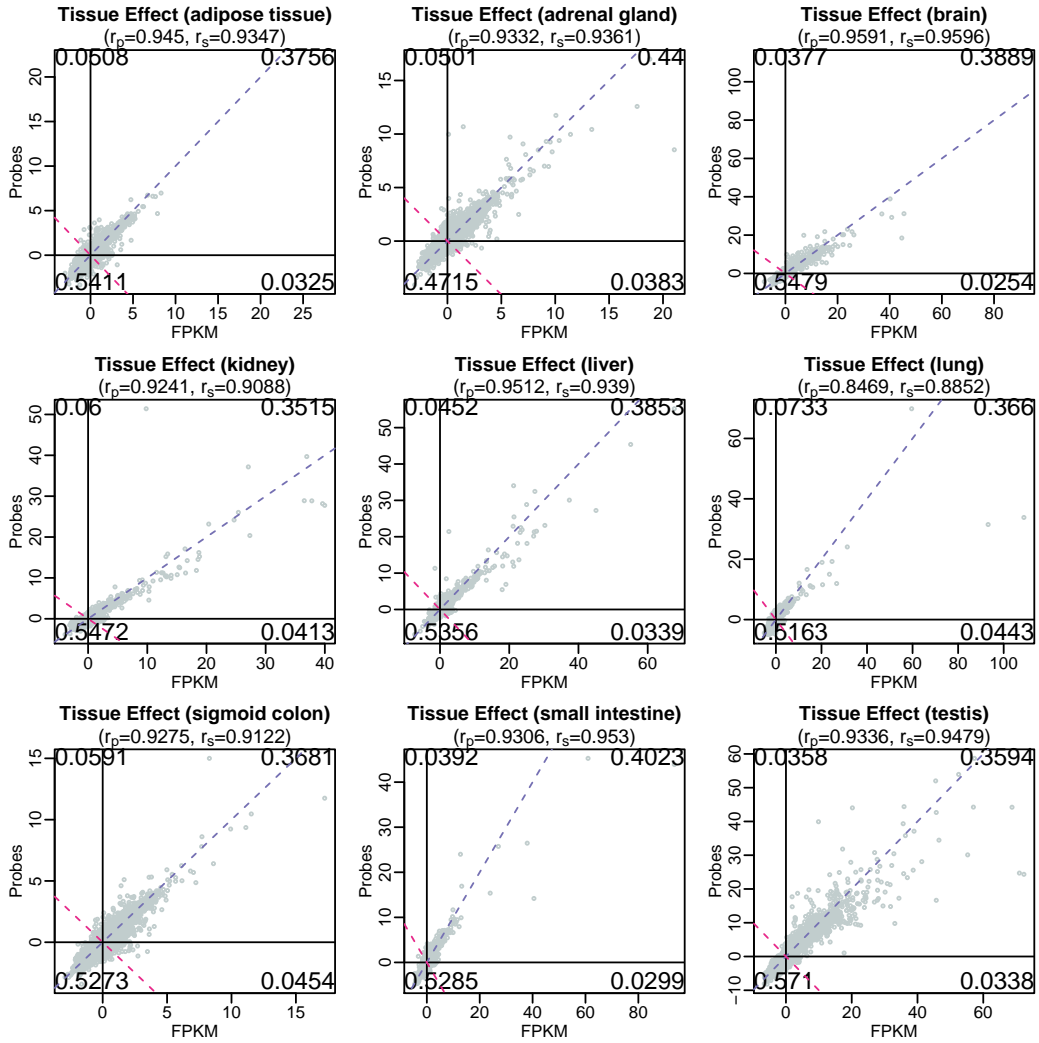 Tissue Effect (adipose tissue)
(rp=0.945, rs=0.9347)
0.0508 0.3756
20
15
10
5
0
Probes
0.5411 0.0325
0 5 10 15 20 25
FPKM
Tissue Effect (adrenal gland)
(rp=0.9332, rs=0.9361)
0.0501 0.44
15
10
5
0
Probes
0.4715 0.0383
0 5 10 15 20
FPKM
Tissue Effect (brain)
(rp=0.9591, rs=0.9596)
0.0377 0.3889
100
80
60
40
20
0
Probes
0.5479 0.0254
0 20 40 60 80
FPKM
Tissue Effect (kidney)
(rp=0.9241, rs=0.9088)
0.06 0.3515
50
40
30
20
10
0
Probes
0.5472 0.0413
0 10 20 30 40
FPKM
Tissue Effect (liver)
(rp=0.9512, rs=0.939)
0.0452 0.3853
50
40
30
20
10
0
Probes
0.5356 0.0339
0 20 40 60
FPKM
Tissue Effect (lung)
(rp=0.8469, rs=0.8852)
0.0733 0.366
60
40
20
0
Probes
0.5163 0.0443
0 20 40 60 80 100
FPKM
Tissue Effect (sigmoid colon)
(rp=0.9275, rs=0.9122)
0.0591 0.3681
15
10
5
0
Probes
0.5273 0.0454
0 5 10 15
FPKM
Tissue Effect (small intestine)
(rp=0.9306, rs=0.953)
0.0392 0.4023
40
30
20
10
0
Probes
0.5285 0.0299
0 20 40 60 80
FPKM
Tissue Effect (testis)
(rp=0.9336, rs=0.9479)
0.0358 0.3594
60
50
40
30
20
10
0
−10
Probes
0.571 0.0338
0 20 40 60
FPKM